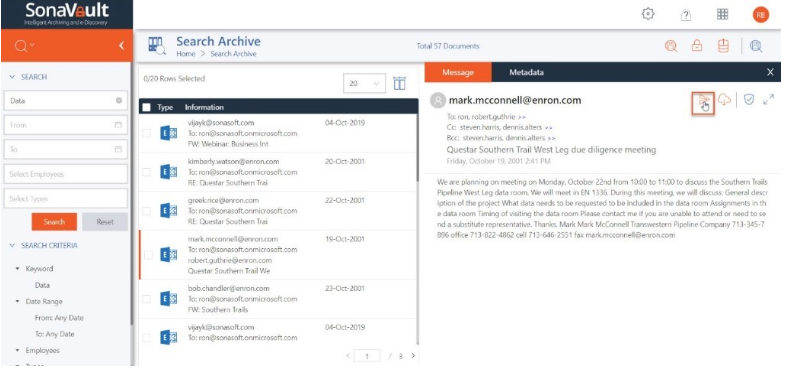 SonaVault
Intelligent Archiving and e-Discovery
RE
Search Archive
Home > Search Archive
Total 57 Documents
SEARCH
Data
From
To
Select Employees
Select Types
Search Reset
SEARCH CRITERIA
Keyword
Data
Date Range
From: Any Date
To: Any Date
Employees
0/20 Rows Selected
20
Type Information
vijayk@sonasoft.com 04-Oct-2019
To: ron@sonasoft.onmicrosoft.com
FW: Webinar: Business Int
kimberly.watson@enron.com 20-Oct-2001
To: ron@sonasoft.onmicrosoft.com
RE: Questar Southern Trai
greek.rice@enron.com 22-Oct-2001
To: ron@sonasoft.onmicrosoft.com
RE: Questar Southern Trai
mark.mcconnell@enron.com 19-Oct-2001
To: ron@sonasoft.onmicrosoft.com
robert.guthrie@enron.com
Questar Southern Trail We
bob.chandler@enron.com 23-Oct-2001
To: ron@sonasoft.onmicrosoft.com
FW: Southern Trails
vijayk@sonasoft.com 04-Oct-2019
To: ron@sonasoft.onmicrosoft.com
< 1 / 3 >
Message Metadata X
mark.mcconnell@enron.com
To: ron, robert.guthrie >>
Cc: steven.harris, dennis.alters >>
Bcc: steven.harris, dennis.alters >>
Questar Southern Trail West Leg due diligence meeting
Friday, October 19, 2001 2:41 PM
We are planning on meeting on Monday, October 22nd from 10:00 to 11:00 to discuss the Southern Trails
Pipeline West Leg data room. We will meet in EN 1336. During this meeting, we will discuss: General descr
iption of the project What data needs to be requested to be included in the data room Assignments in th
e data room Timing of visiting the data room Please contact me if you are unable to attend or need to se
nd a substitute representative. Thanks, Mark Mark McConnell Transwestern Pipeline Company 713-345-7
896 office 713-822-4862 cell 713-646-2551 fax mark.mcconnell@enron.com